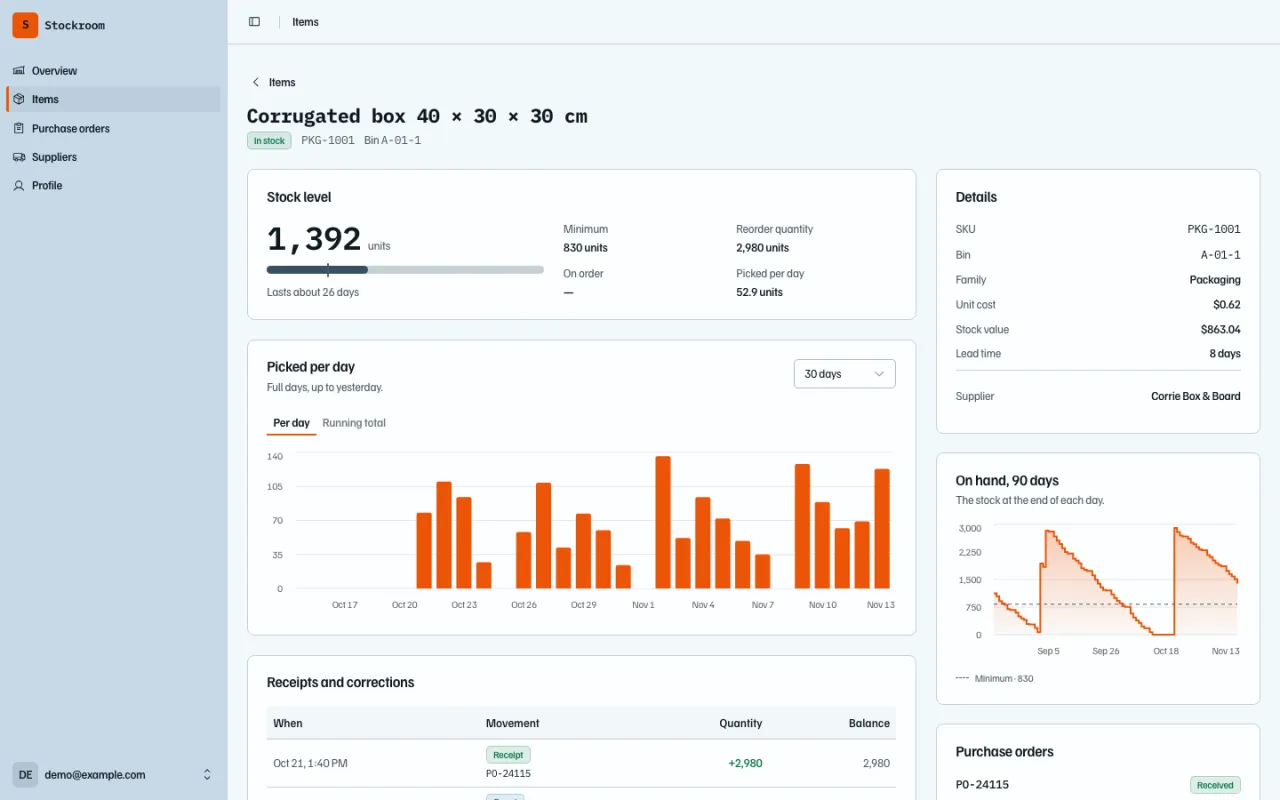 S Stockroom
Overview
Items
Purchase orders
Suppliers
Profile
DE demo@example.com
Items
Items
Corrugated box 40 × 30 × 30 cm
In stock PKG-1001 Bin A-01-1
Stock level
1,392 units
Lasts about 26 days
Minimum
830 units
Reorder quantity
2,980 units
On order
—
Picked per day
52.9 units
Picked per day
Full days, up to yesterday.
30 days
Per day Running total
140
105
70
35
0
Oct 17 Oct 20 Oct 23 Oct 26 Oct 29 Nov 1 Nov 4 Nov 7 Nov 10 Nov 13
Receipts and corrections
When Movement Quantity Balance
Oct 21, 1:40 PM Receipt +2,980 2,980
PO-24115
Details
SKU PKG-1001
Bin A-01-1
Family Packaging
Unit cost $0.62
Stock value $863.04
Lead time 8 days
Supplier Corrie Box & Board
On hand, 90 days
The stock at the end of each day.
3,000
2,250
1,500
750
0
Sep 5 Sep 26 Oct 18 Nov 13
Minimum · 830
Purchase orders
PO-24115 Received